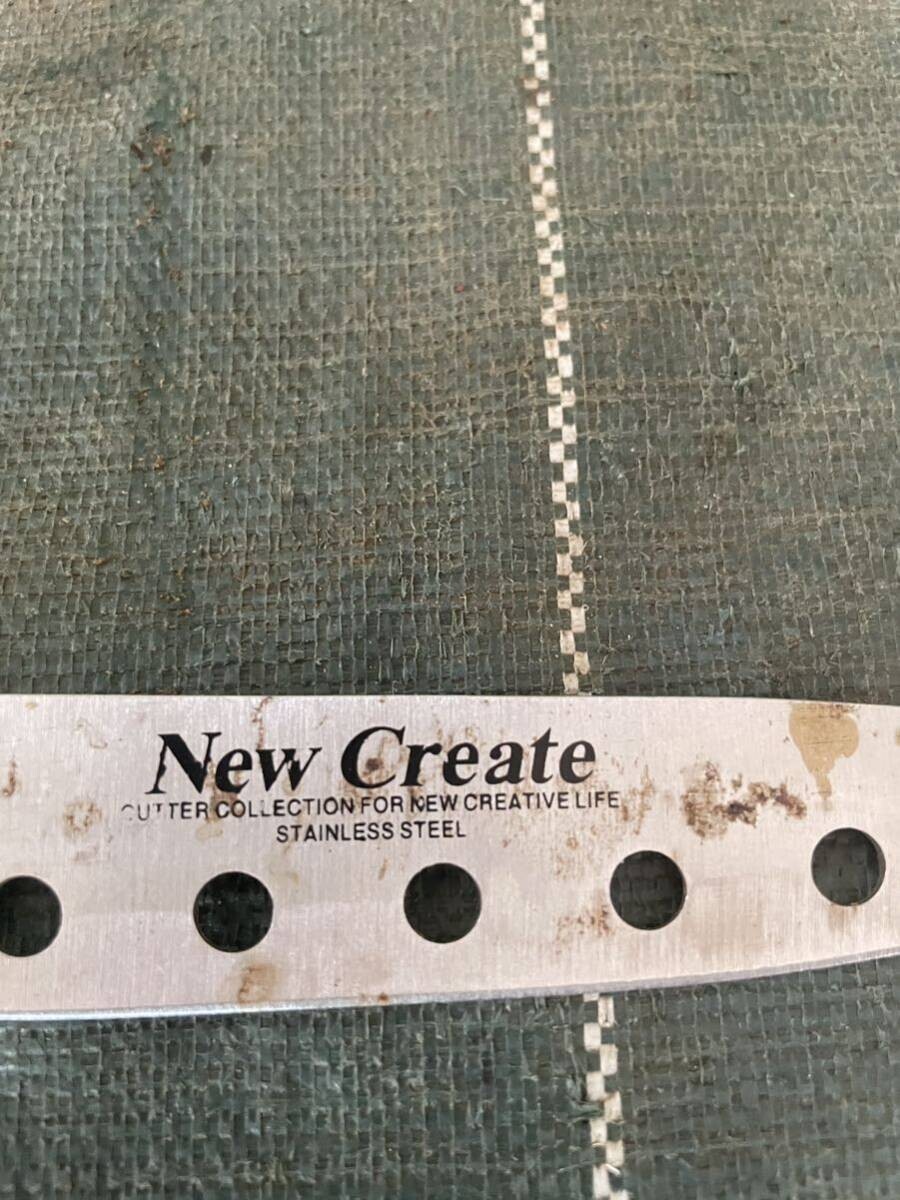 New Create
CUTTER COLLECTION FOR NEW CREATIVE LIFE
STAINLESS STEEL